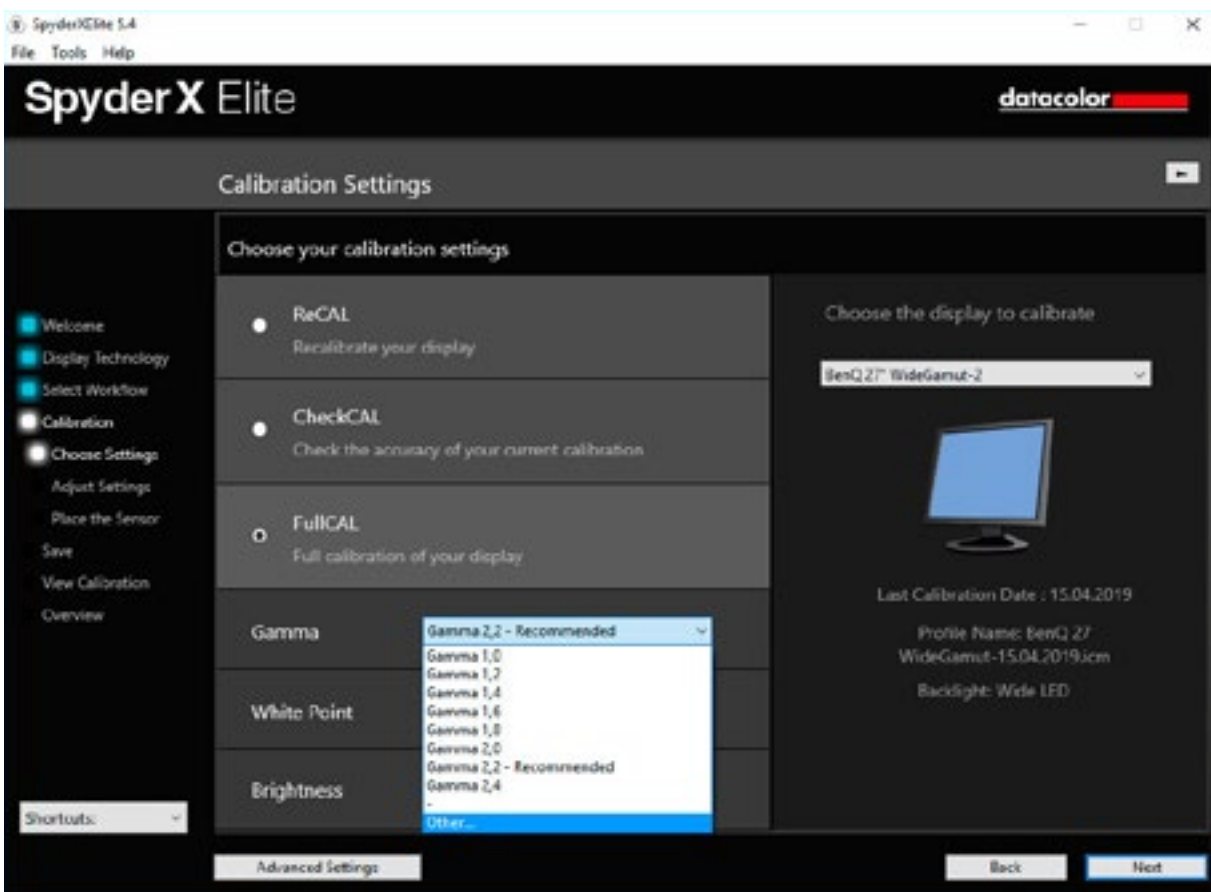 SpyderXElite 5.4
File Tools Help
SpyderX Elite
datacolor
Calibration Settings
Choose your calibration settings
Welcome
Display Technology
Select Workflow
Calibration
Choose Settings
Adjust Settings
Place the Sensor
Save
View Calibration
Overview
Shortcuts:
ReCAL
Recalibrate your display
CheckCAL
Check the accuracy of your current calibration
FullCAL
Full calibration of your display
Gamma
Gamma 2,2 - Recommended
Gamma 1,0
Gamma 1,2
Gamma 1,4
Gamma 1,6
Gamma 1,8
Gamma 2,0
Gamma 2,2 - Recommended
Gamma 2,4
-
Other...
White Point
Brightness
Choose the display to calibrate
BenQ 27" WideGamut-2
Last Calibration Date : 15.04.2019
Profile Name: BenQ 27
WideGamut-15.04.2019.icm
Backlight: Wide LED
Advanced Settings
Back
Next